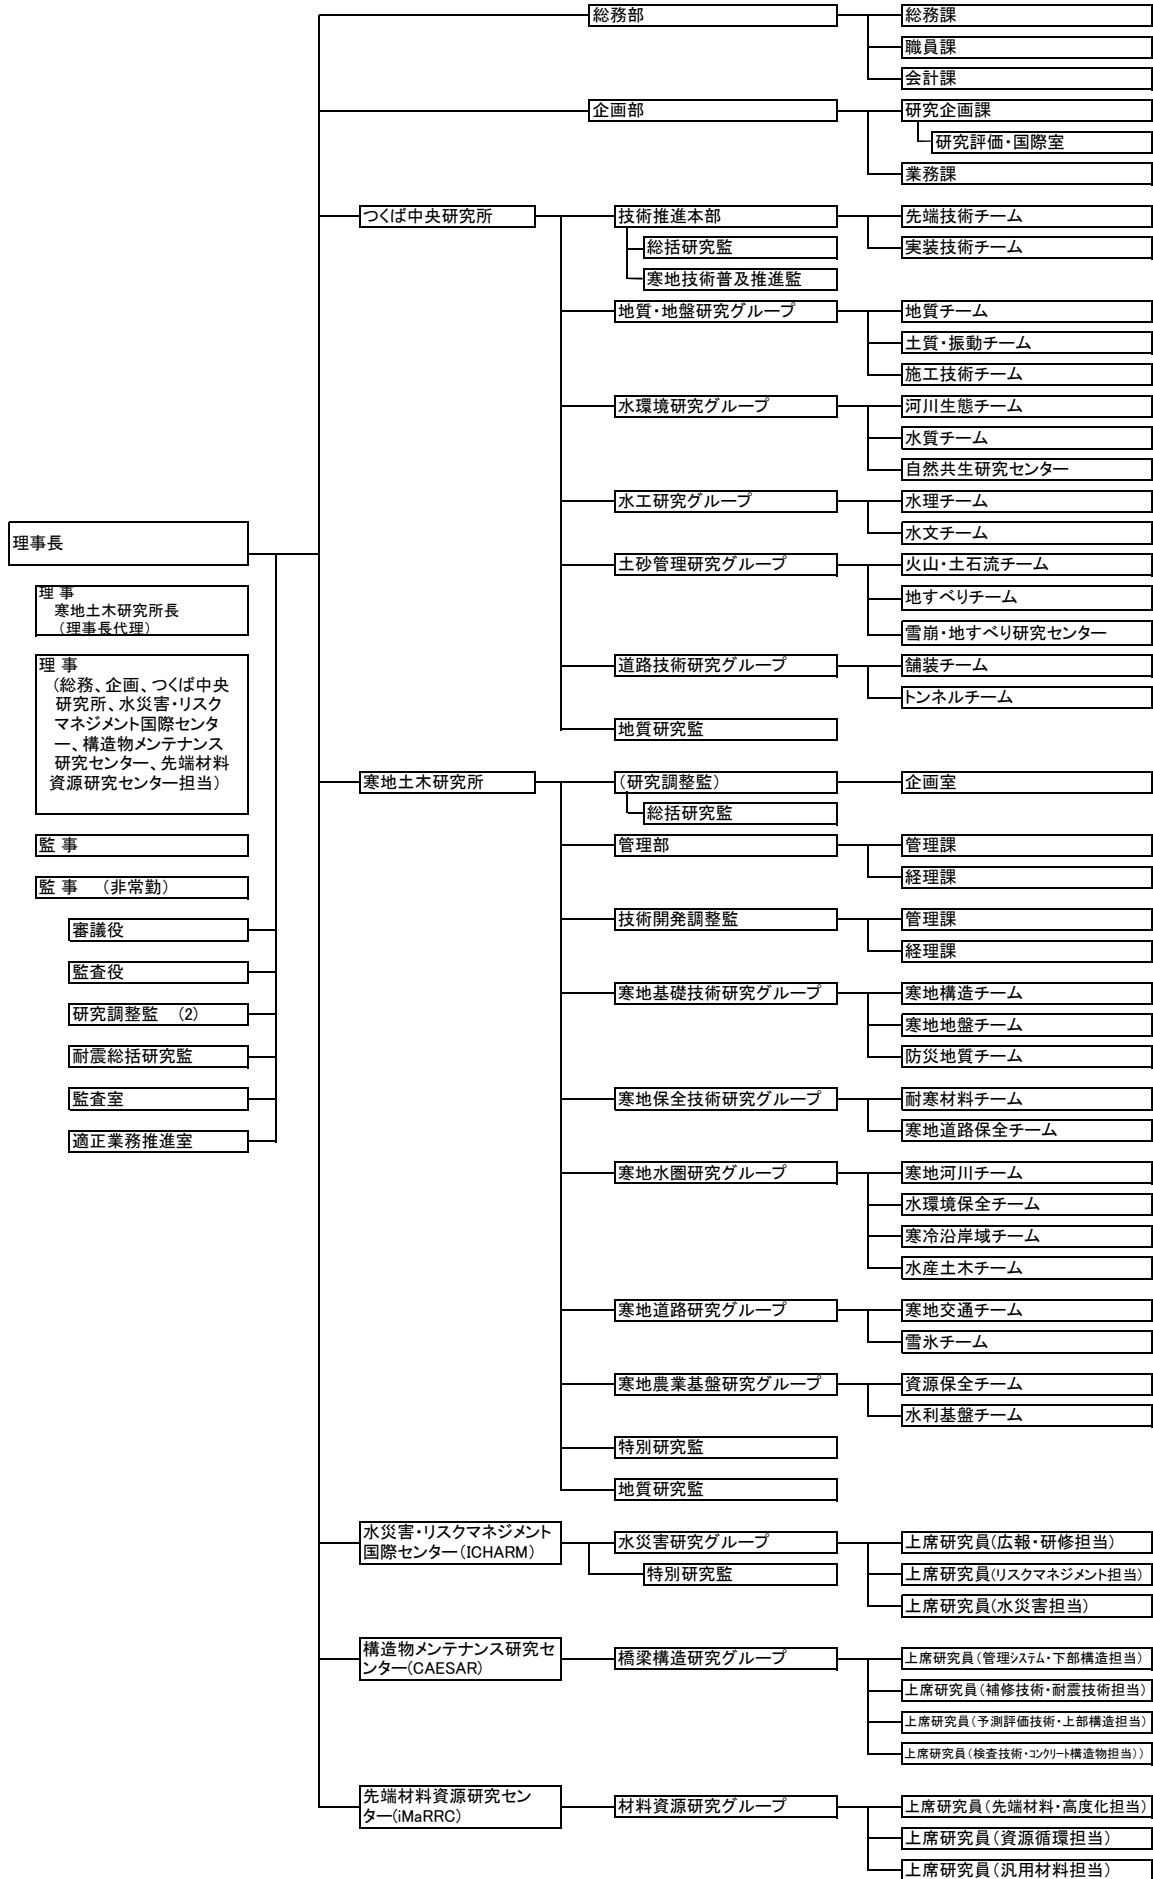 総務部
総務課
職員課
会計課
企画部
研究企画課
研究評価・国際室
業務課
つくば中央研究所
技術推進本部
先端技術チーム
総括研究監
実装技術チーム
寒地技術普及推進監
地質・地盤研究グループ
地質チーム
土質・振動チーム
施工技術チーム
水環境研究グループ
河川生態チーム
水質チーム
自然共生研究センター
水工研究グループ
水理チーム
水文チーム
土砂管理研究グループ
火山・土石流チーム
地すべりチーム
雪崩・地すべり研究センター
道路技術研究グループ
舗装チーム
トンネルチーム
地質研究監
理事長
理 事
寒地土木研究所長
(理事長代理)
理 事
(総務、企画、つくば中央
研究所、水災害・リスク
マネジメント国際センタ
ー、構造物メンテナンス
研究センター、先端材料
資源研究センター担当)
監 事
監 事 (非常勤)
審議役
監査役
研究調整監 (2)
耐震総括研究監
監査室
適正業務推進室
寒地土木研究所
(研究調整監)
企画室
総括研究監
管理部
管理課
経理課
技術開発調整監
管理課
経理課
寒地基礎技術研究グループ
寒地構造チーム
寒地地盤チーム
防災地質チーム
寒地保全技術研究グループ
耐寒材料チーム
寒地道路保全チーム
寒地水圏研究グループ
寒地河川チーム
水環境保全チーム
寒冷沿岸域チーム
水産土木チーム
寒地道路研究グループ
寒地交通チーム
雪氷チーム
寒地農業基盤研究グループ
資源保全チーム
水利基盤チーム
特別研究監
地質研究監
水災害・リスクマネジメント
国際センター(ICHARM)
水災害研究グループ
上席研究員(広報・研修担当)
特別研究監
上席研究員(リスクマネジメント担当)
上席研究員(水災害担当)
構造物メンテナンス研究セ
ンター(CAESAR)
橋梁構造研究グループ
上席研究員(管理システム・下部構造担当)
上席研究員(補修技術・耐震技術担当)
上席研究員(予測評価技術・上部構造担当)
上席研究員(検査技術・コンクリート構造物担当))
先端材料資源研究セン
ター(iMaRRC)
材料資源研究グループ
上席研究員(先端材料・高度化担当)
上席研究員(資源循環担当)
上席研究員(汎用材料担当)